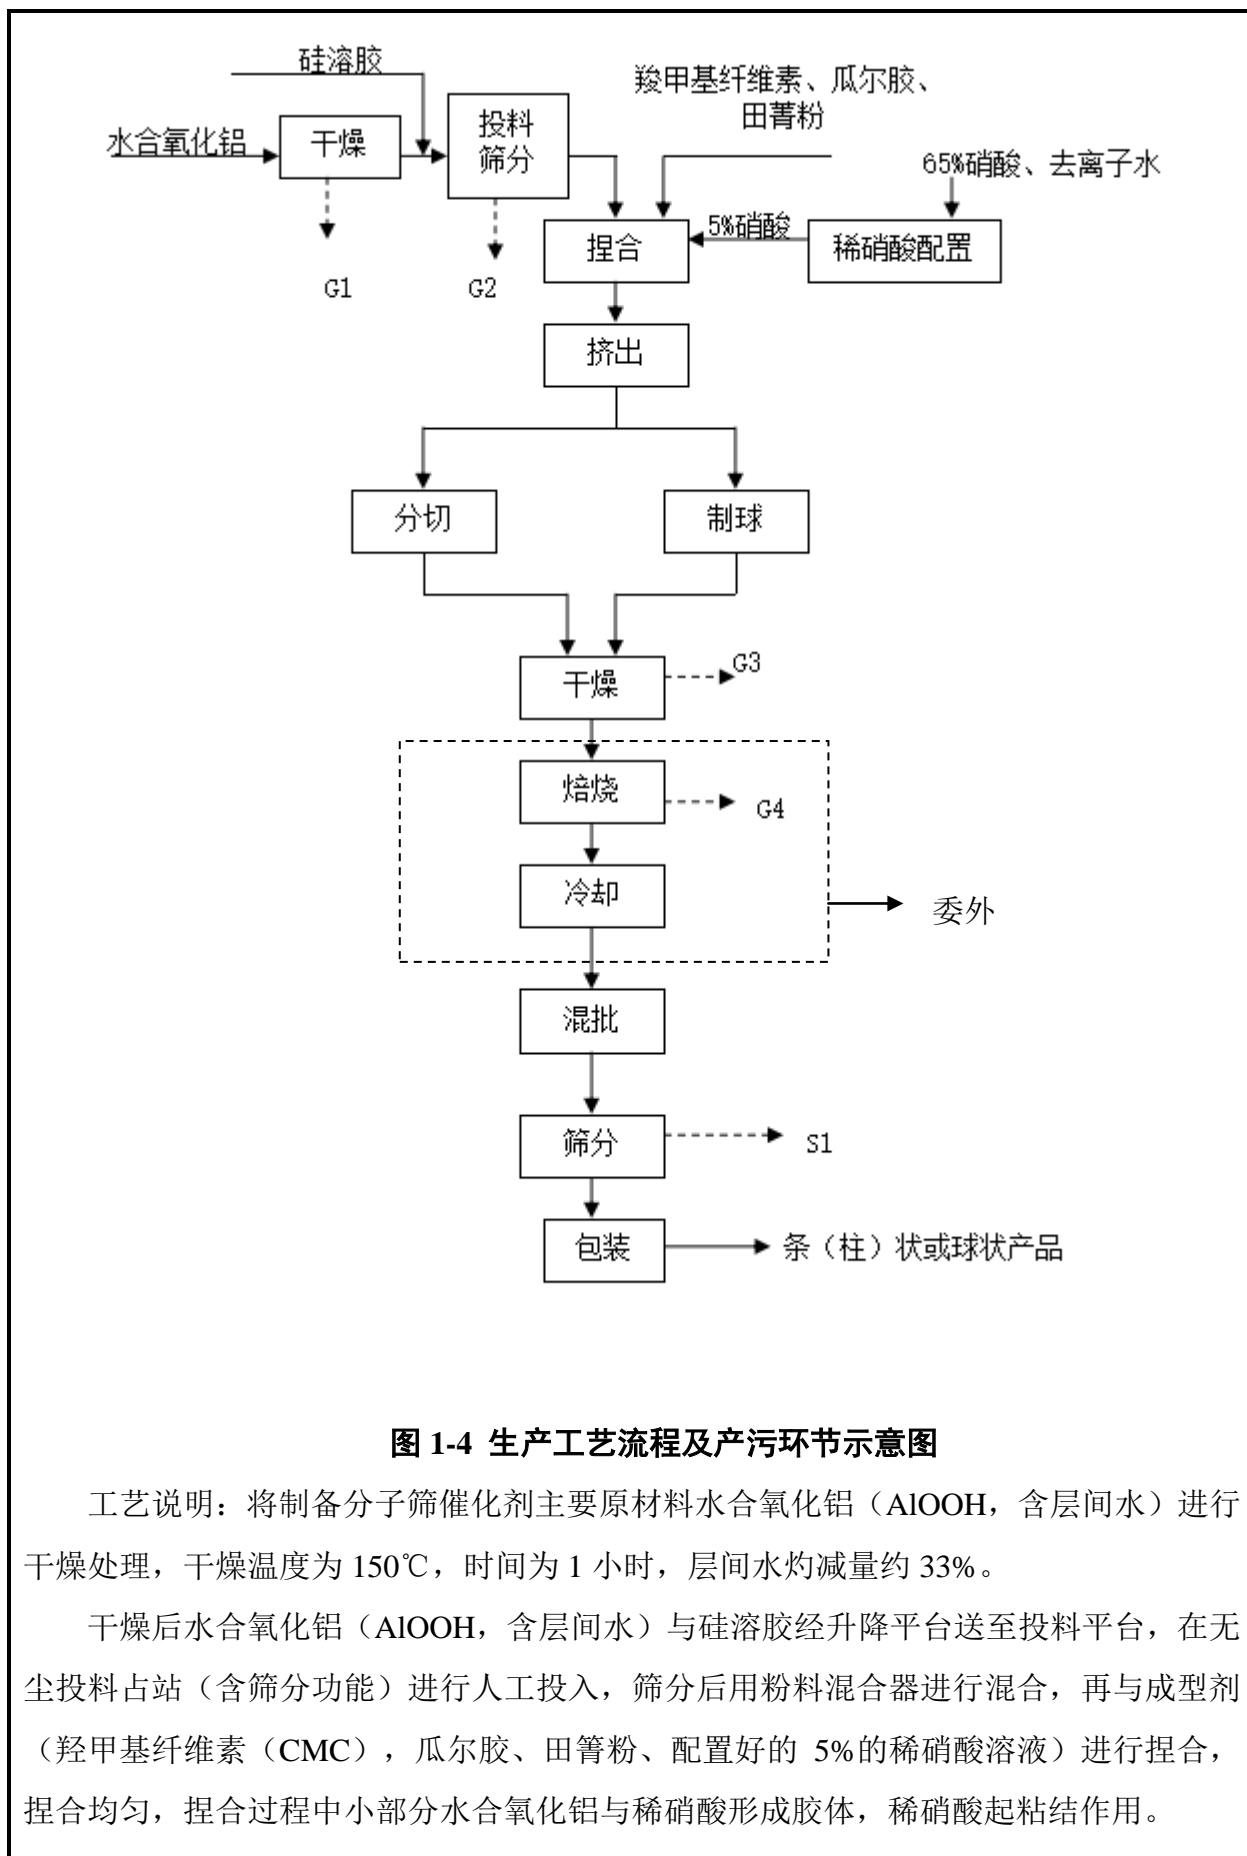 硅溶胶
羧甲基纤维素、瓜尔胶、
田菁粉
水合氧化铝
干燥
投料
筛分
65%硝酸、去离子水
5%硝酸
捏合
稀硝酸配置
G1
G2
挤出
分切
制球
干燥
G3
焙烧
G4
冷却
委外
混批
筛分
S1
包装
条（柱）状或球状产品
图 1-4 生产工艺流程及产污环节示意图
工艺说明：将制备分子筛催化剂主要原材料水合氧化铝（AlOOH，含层间水）进行
干燥处理，干燥温度为 150℃，时间为 1 小时，层间水灼减量约 33%。
干燥后水合氧化铝（AlOOH，含层间水）与硅溶胶经升降平台送至投料平台，在无
尘投料占站（含筛分功能）进行人工投入，筛分后用粉料混合器进行混合，再与成型剂
（羟甲基纤维素（CMC），瓜尔胶、田箐粉、配置好的 5%的稀硝酸溶液）进行捏合，
捏合均匀，捏合过程中小部分水合氧化铝与稀硝酸形成胶体，稀硝酸起粘结作用。